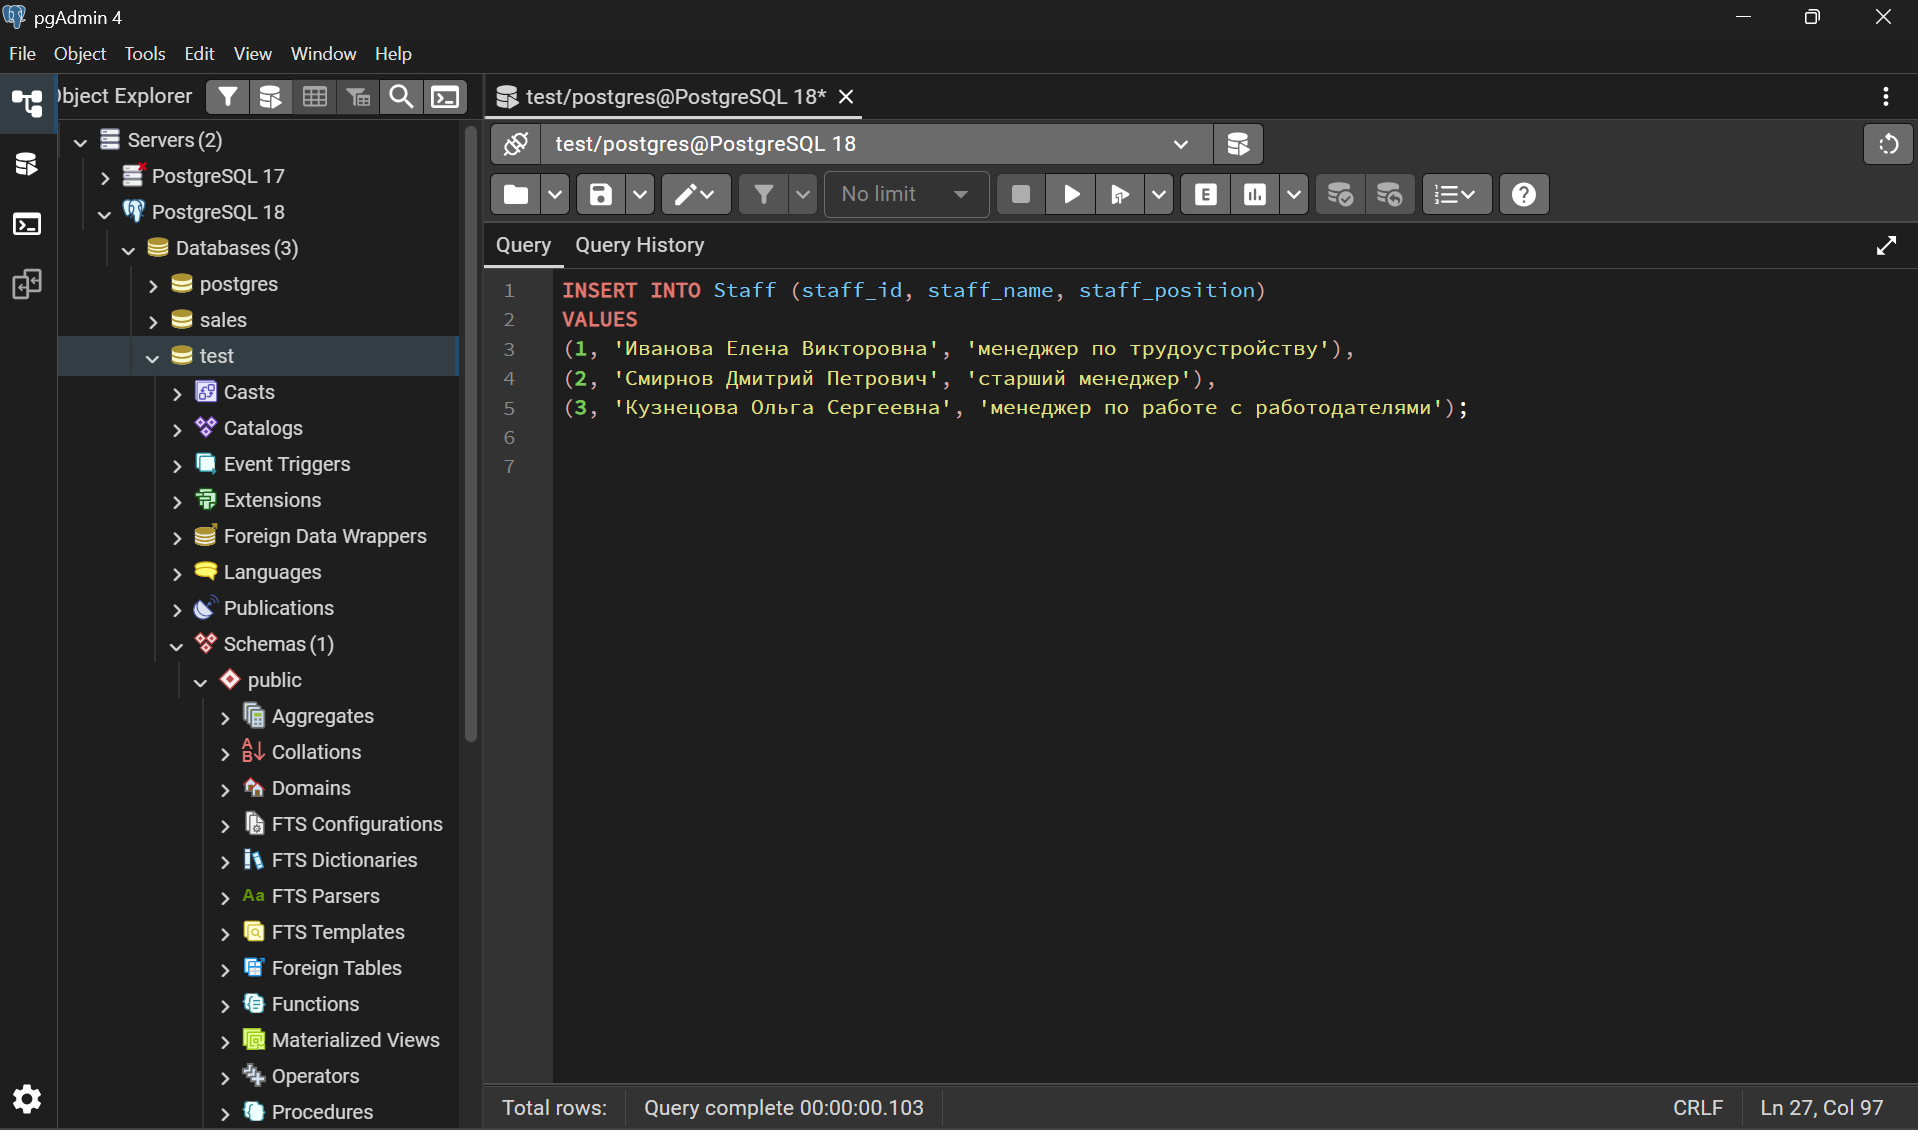 pgAdmin 4
File Object Tools Edit View Window Help
bject Explorer
test/postgres@PostgreSQL 18*
Servers (2)
test/postgres@PostgreSQL 18
PostgreSQL 17
No limit
PostgreSQL 18
Databases (3)
Query Query History
postgres
sales
test
Casts
Catalogs
Event Triggers
Extensions
Foreign Data Wrappers
Languages
Publications
Schemas (1)
public
Aggregates
Collations
Domains
FTS Configurations
FTS Dictionaries
Aa FTS Parsers
FTS Templates
Foreign Tables
Functions
Materialized Views
Operators
Procedures
1 INSERT INTO Staff (staff_id, staff_name, staff_position)
2 VALUES
3 (1, 'Иванова Елена Викторовна', 'менеджер по трудоустройству'),
4 (2, 'Смирнов Дмитрий Петрович', 'старший менеджер'),
5 (3, 'Кузнецова Ольга Сергеевна', 'менеджер по работе с работодателями');
6
7
Total rows: Query complete 00:00:00.103 CRLF Ln 27, Col 97